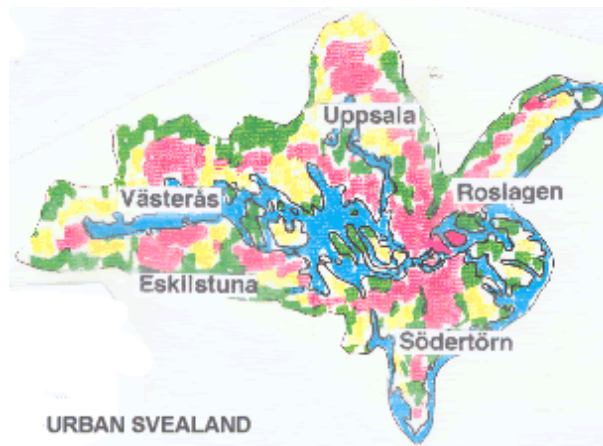 Uppsala
Västerås
Roslagen
Eskilstuna
Södertörn
URBAN SVEALAND